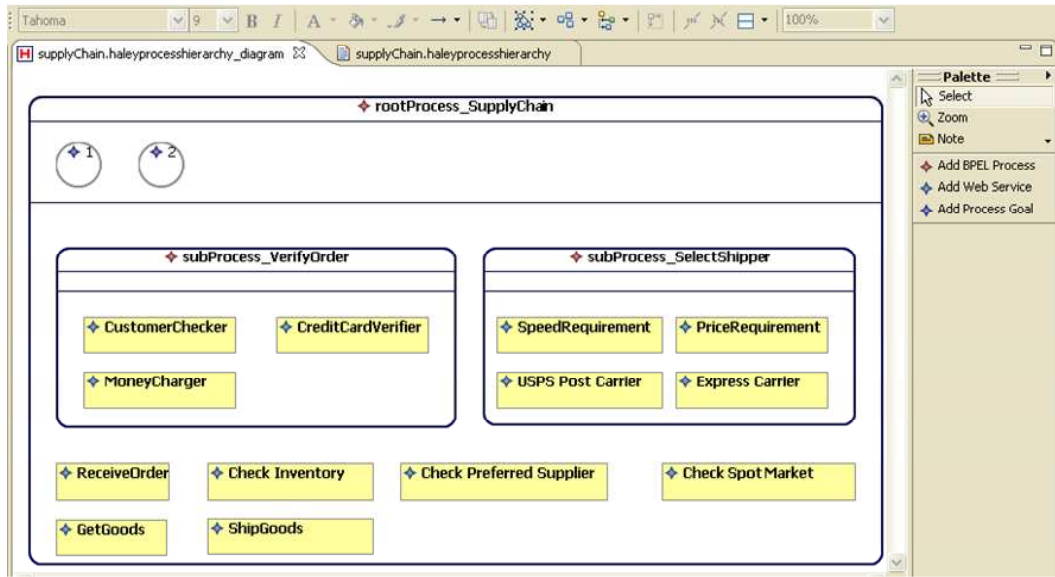 Tahoma 9 B I A 100%
supplyChain.haleyprocesshierarchy_diagram supplyChain.haleyprocesshierarchy
Palette
Select
Zoom
Note
Add BPEL Process
Add Web Service
Add Process Goal
rootProcess_SupplyChain
1 2
subProcess_VerifyOrder subProcess_SelectShipper
CustomerChecker CreditCardVerifier SpeedRequirement PriceRequirement
MoneyCharger USPS Post Carrier Express Carrier
ReceiveOrder Check Inventory Check Preferred Supplier Check Spot Market
GetGoods ShipGoods